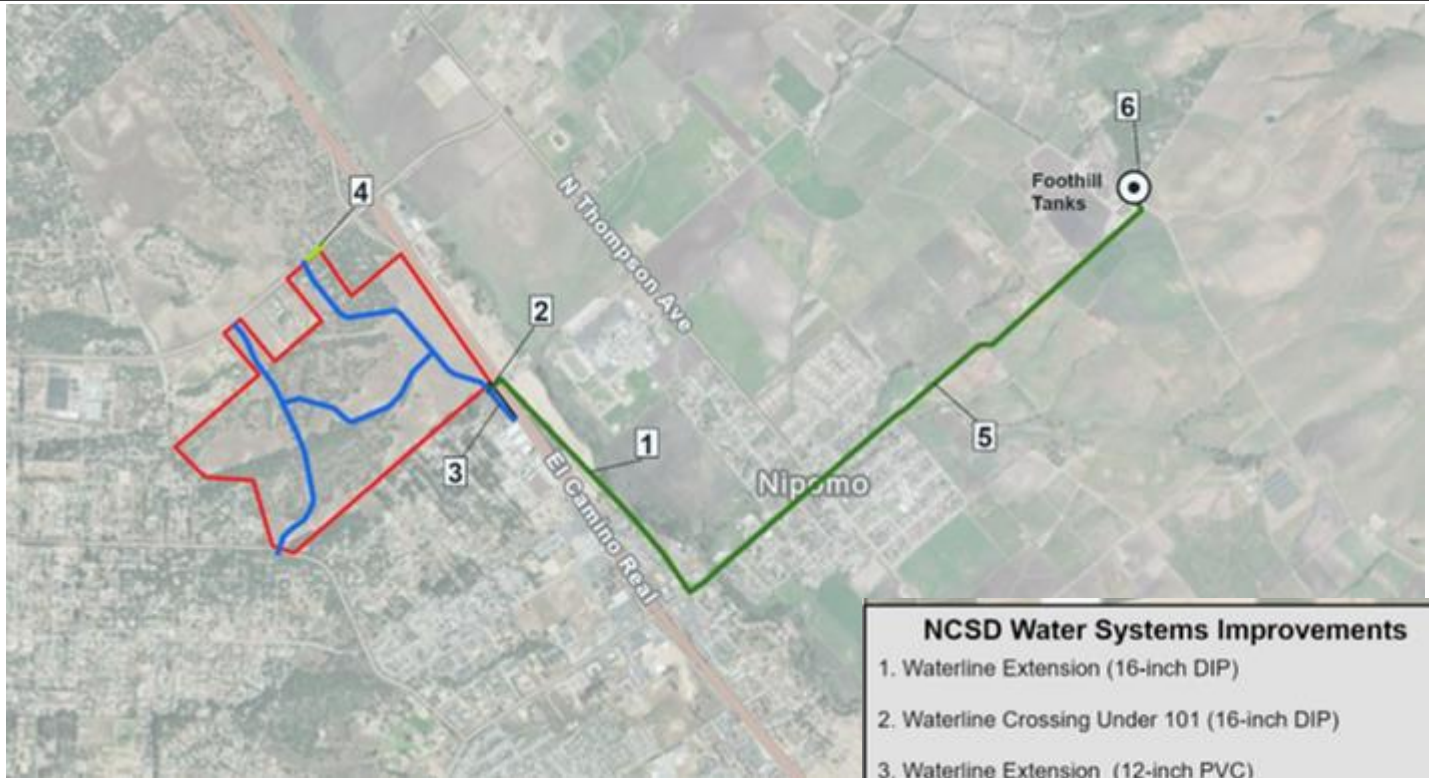 6
Foothill
Tanks
4
N Thompson Ave
2
1
5
3
Nipomo
El Camino Real
NCSD Water Systems Improvements
1. Waterline Extension (16-inch DIP)
2. Waterline Crossing Under 101 (16-inch DIP)
3. Waterline Extension (12-inch PVC)